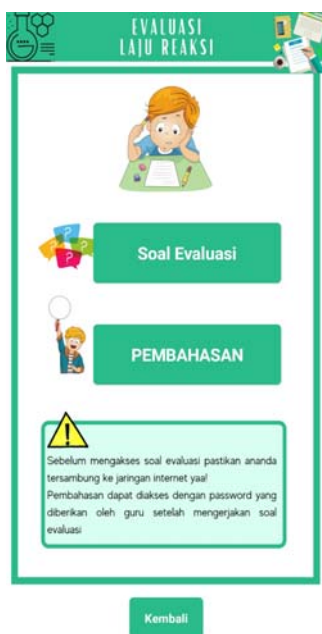 EVALUASI
LAJU REAKSI
Soal Evaluasi
PEMBAHASAN
Sebelum mengakses soal evaluasi pastikan ananda
tersambung ke jaringan internet yaa!
Pembahasan dapat diakses dengan password yang
diberikan oleh guru setelah mengerjakan soal
evaluasi
Kembali